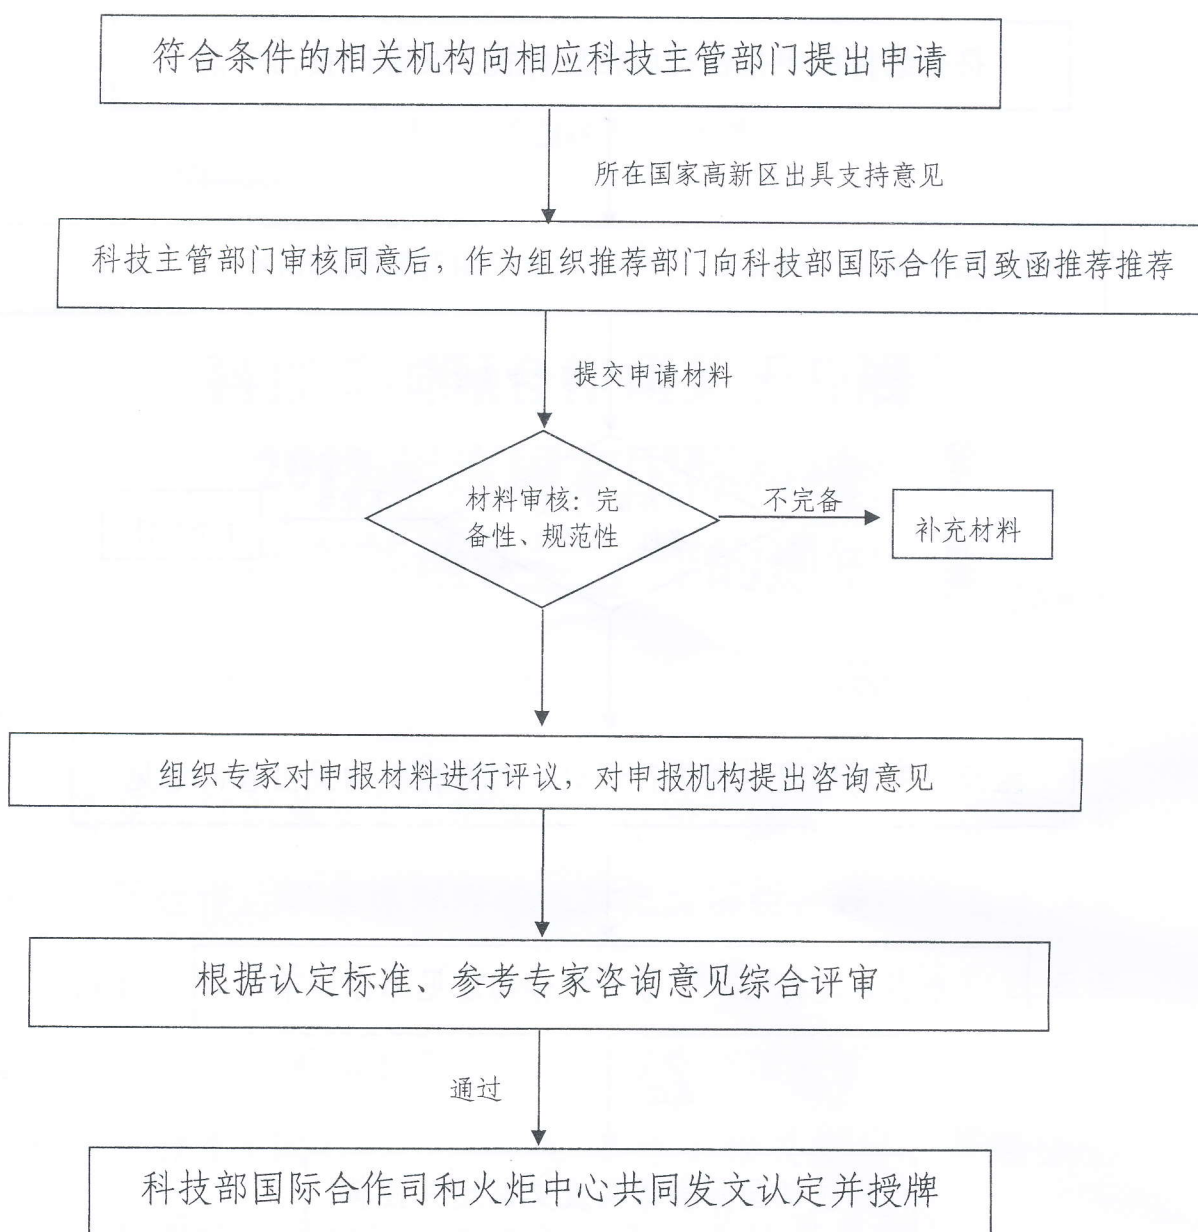 符合条件的相关机构向相应科技主管部门提出申请
所在国家高新区出具支持意见
科技主管部门审核同意后，作为组织推荐部门向科技部国际合作司致函推荐推荐
提交申请材料
材料审核：完
备性、规范性
不完备
补充材料
组织专家对申报材料进行评议，对申报机构提出咨询意见
根据认定标准、参考专家咨询意见综合评审
通过
科技部国际合作司和火炬中心共同发文认定并授牌